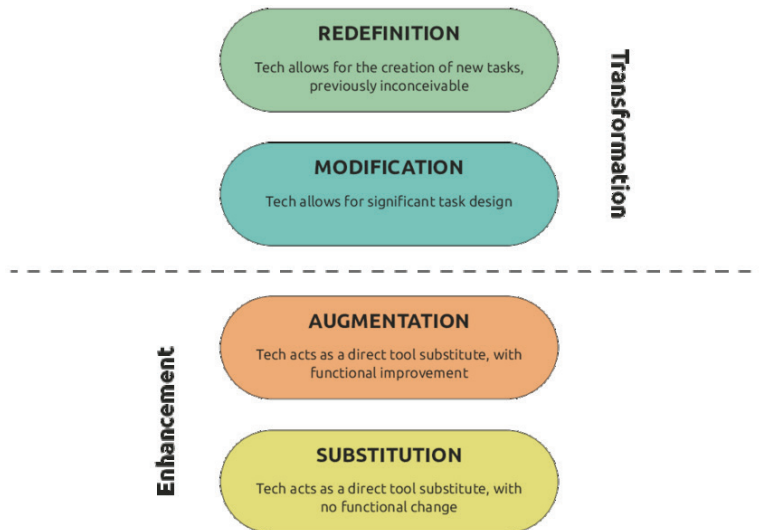 REDEFINITION
Tech allows for the creation of new tasks,
previously inconceivable
Transformation
MODIFICATION
Tech allows for significant task design
AUGMENTATION
Tech acts as a direct tool substitute, with
functional improvement
Enhancement
SUBSTITUTION
Tech acts as a direct tool substitute, with
no functional change